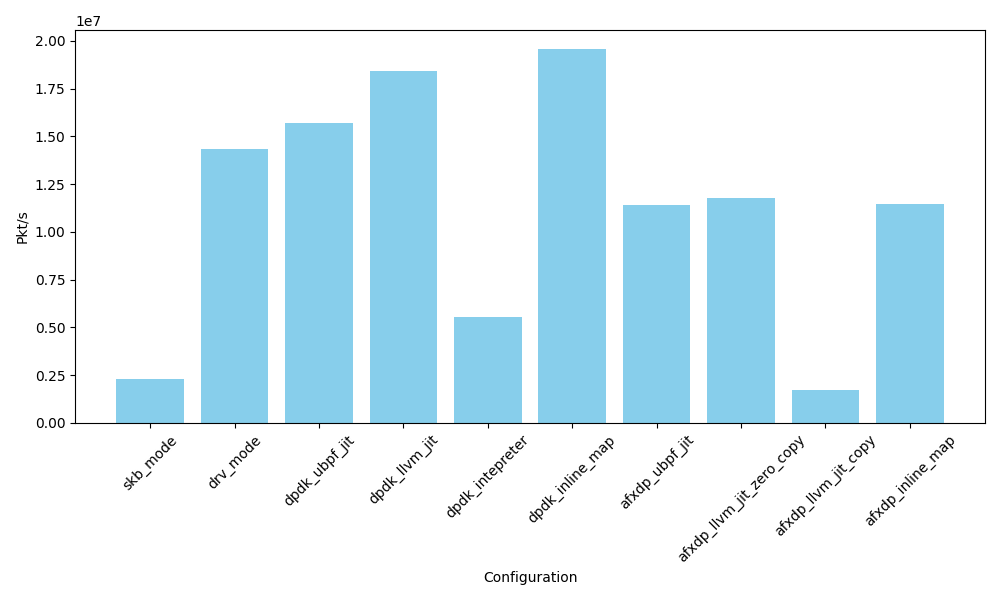 1e7
2.00
1.75
1.50
1.25
1.00
0.75
0.50
0.25
0.00
Pkt/s
skb_mode
drv_mode
dpdk_ubpf_jit
dpdk_llvm_jit
dpdk_intepreter
dpdk_inline_map
afxdp_ubpf_jit
afxdp_llvm_jit_zero_copy
afxdp_llvm_jit_copy
afxdp_inline_map
Configuration